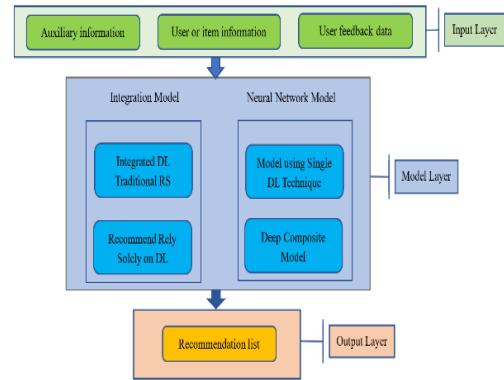 Auxiliary information
User or item information
User feedback data
Input Layer
Integration Model
Neural Network Model
Integrated DL
Traditional RS
Model using Single
DL Technique
Model Layer
Recommend Rely
Solely on DL
Deep Composite
Model
Recommendation list
Output Layer